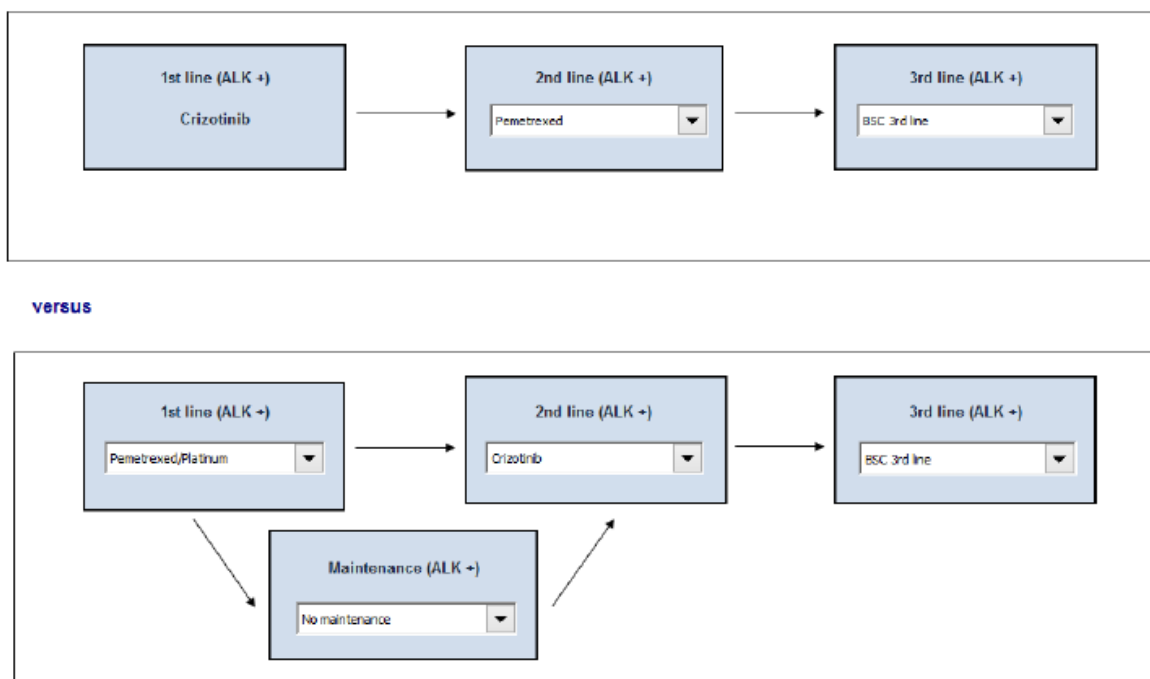 1st line (ALK +)
Crizotinib
2nd line (ALK +)
Pemetrexed
3rd line (ALK +)
BSC 3rd line
versus
1st line (ALK +)
Pemetrexed/Platinum
2nd line (ALK +)
Crizotinib
3rd line (ALK +)
BSC 3rd line
Maintenance (ALK +)
No maintenance